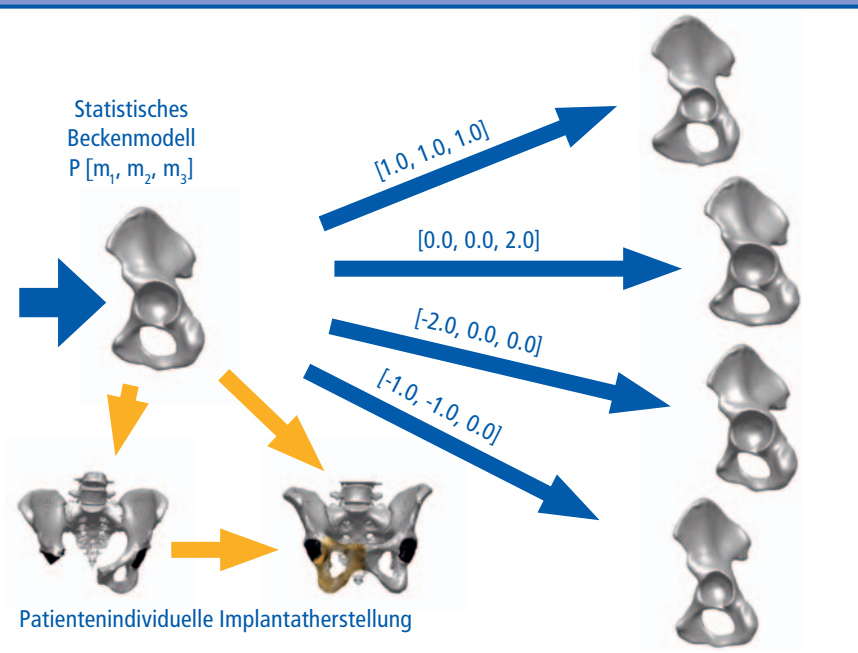 Statistisches
Beckenmodell
P [m₁, m₂, m₃]
[1.0, 1.0, 1.0]
[0.0, 0.0, 2.0]
[-2.0, 0.0, 0.0]
[-1.0, -1.0, 0.0]
Patientenindividuelle Implantatherstellung